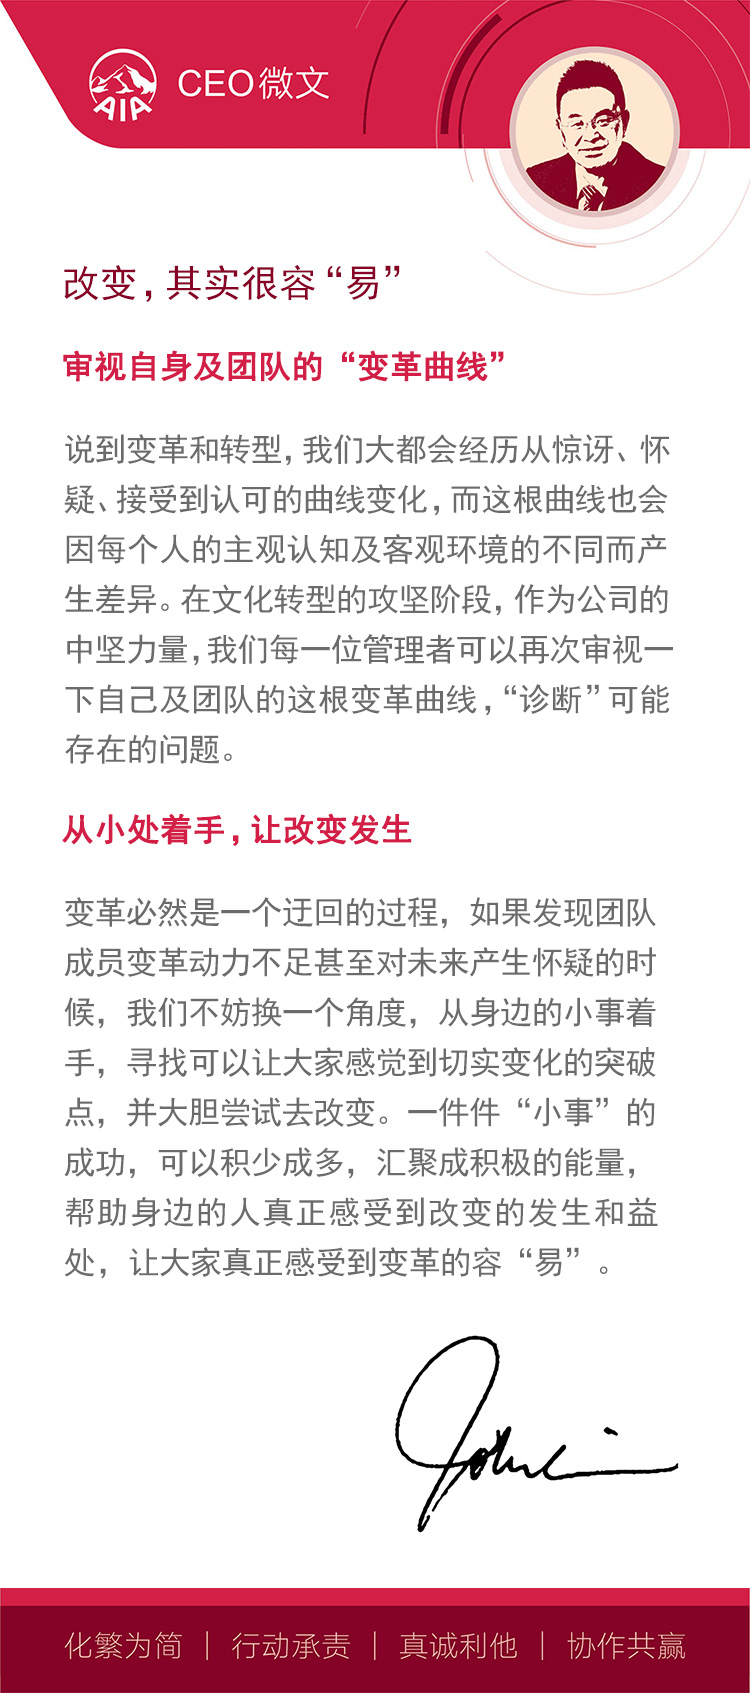 AIA
CEO微文
改变，其实很容“易”
审视自身及团队的“变革曲线”
说到变革和转型，我们大都会经历从惊讶、怀
疑、接受到认可的曲线变化，而这根曲线也会
因每个人的主观认知及客观环境的不同而产
生差异。在文化转型的攻坚阶段，作为公司的
中坚力量，我们每一位管理者可以再次审视一
下自己及团队的这根变革曲线，“诊断”可能
存在的问题。
从小处着手，让改变发生
变革必然是一个迂回的过程，如果发现团队
成员变革动力不足甚至对未来产生怀疑的时
候，我们不妨换一个角度，从身边的小事着
手，寻找可以让大家感觉到切实变化的突破
点，并大胆尝试去改变。一件件“小事”的
成功，可以积少成多，汇聚成积极的能量，
帮助身边的人真正感受到改变的发生和益
处，让大家真正感受到变革的容“易”。
化繁为简｜行动承责｜真诚利他｜协作共赢